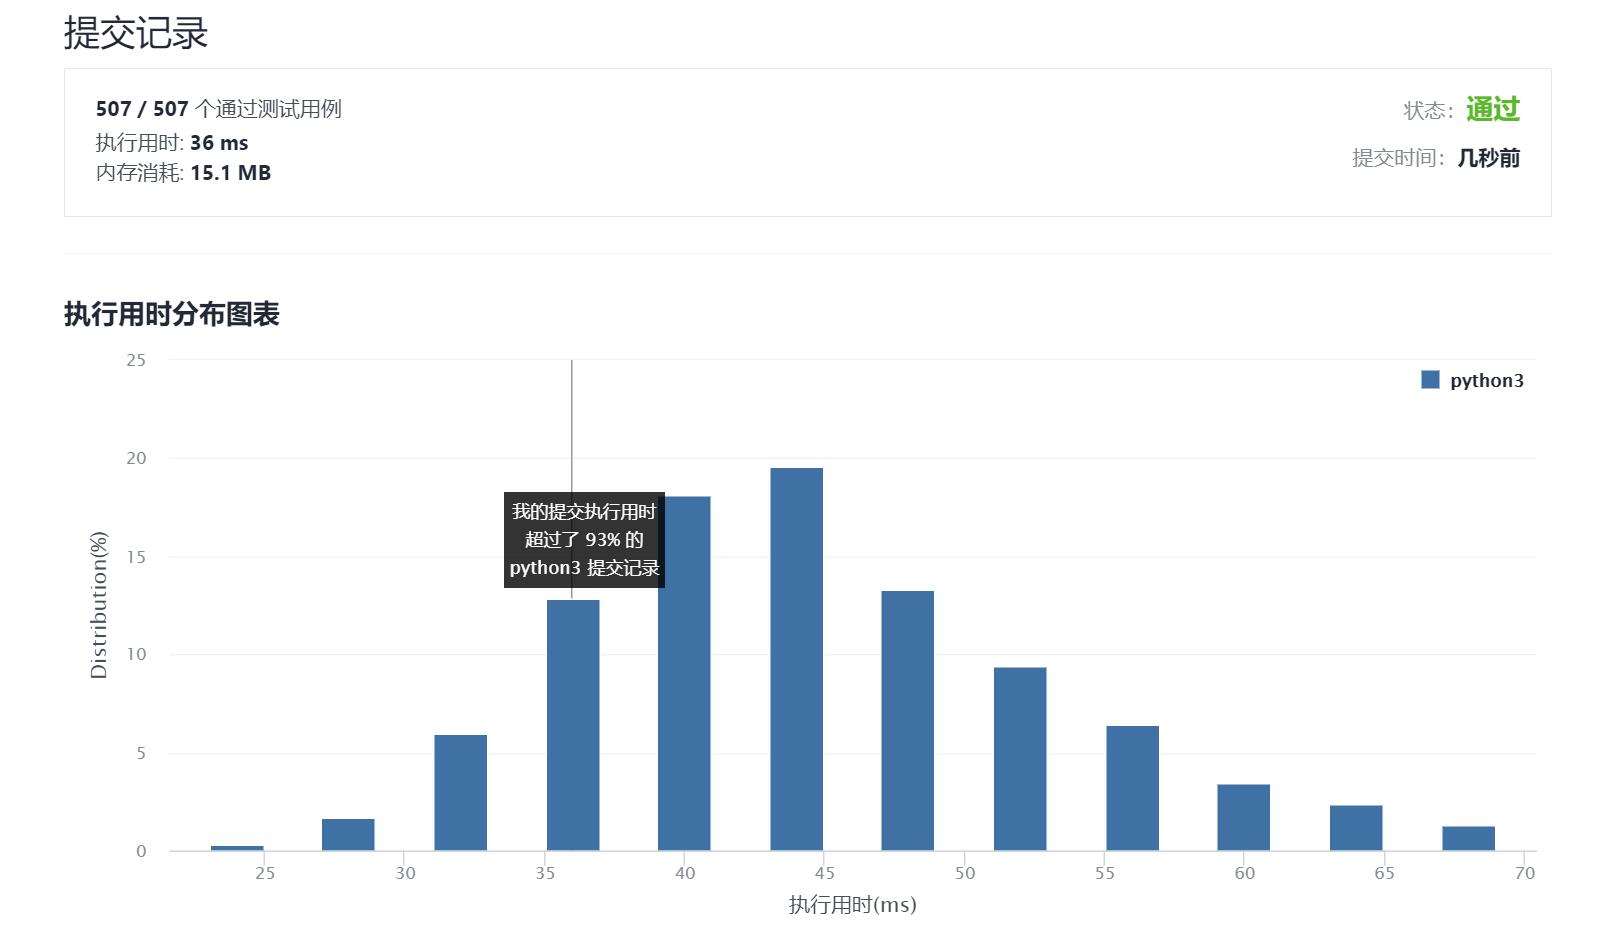 提交记录
507 / 507 个通过测试用例
状态：通过
执行用时: 36 ms
提交时间：几秒前
内存消耗: 15.1 MB
执行用时分布图表
25
python3
20
我的提交执行用时
超过了 93% 的
python3 提交记录
15
Distribution(%)
10
5
0
25 30 35 40 45 50 55 60 65 70
执行用时(ms)